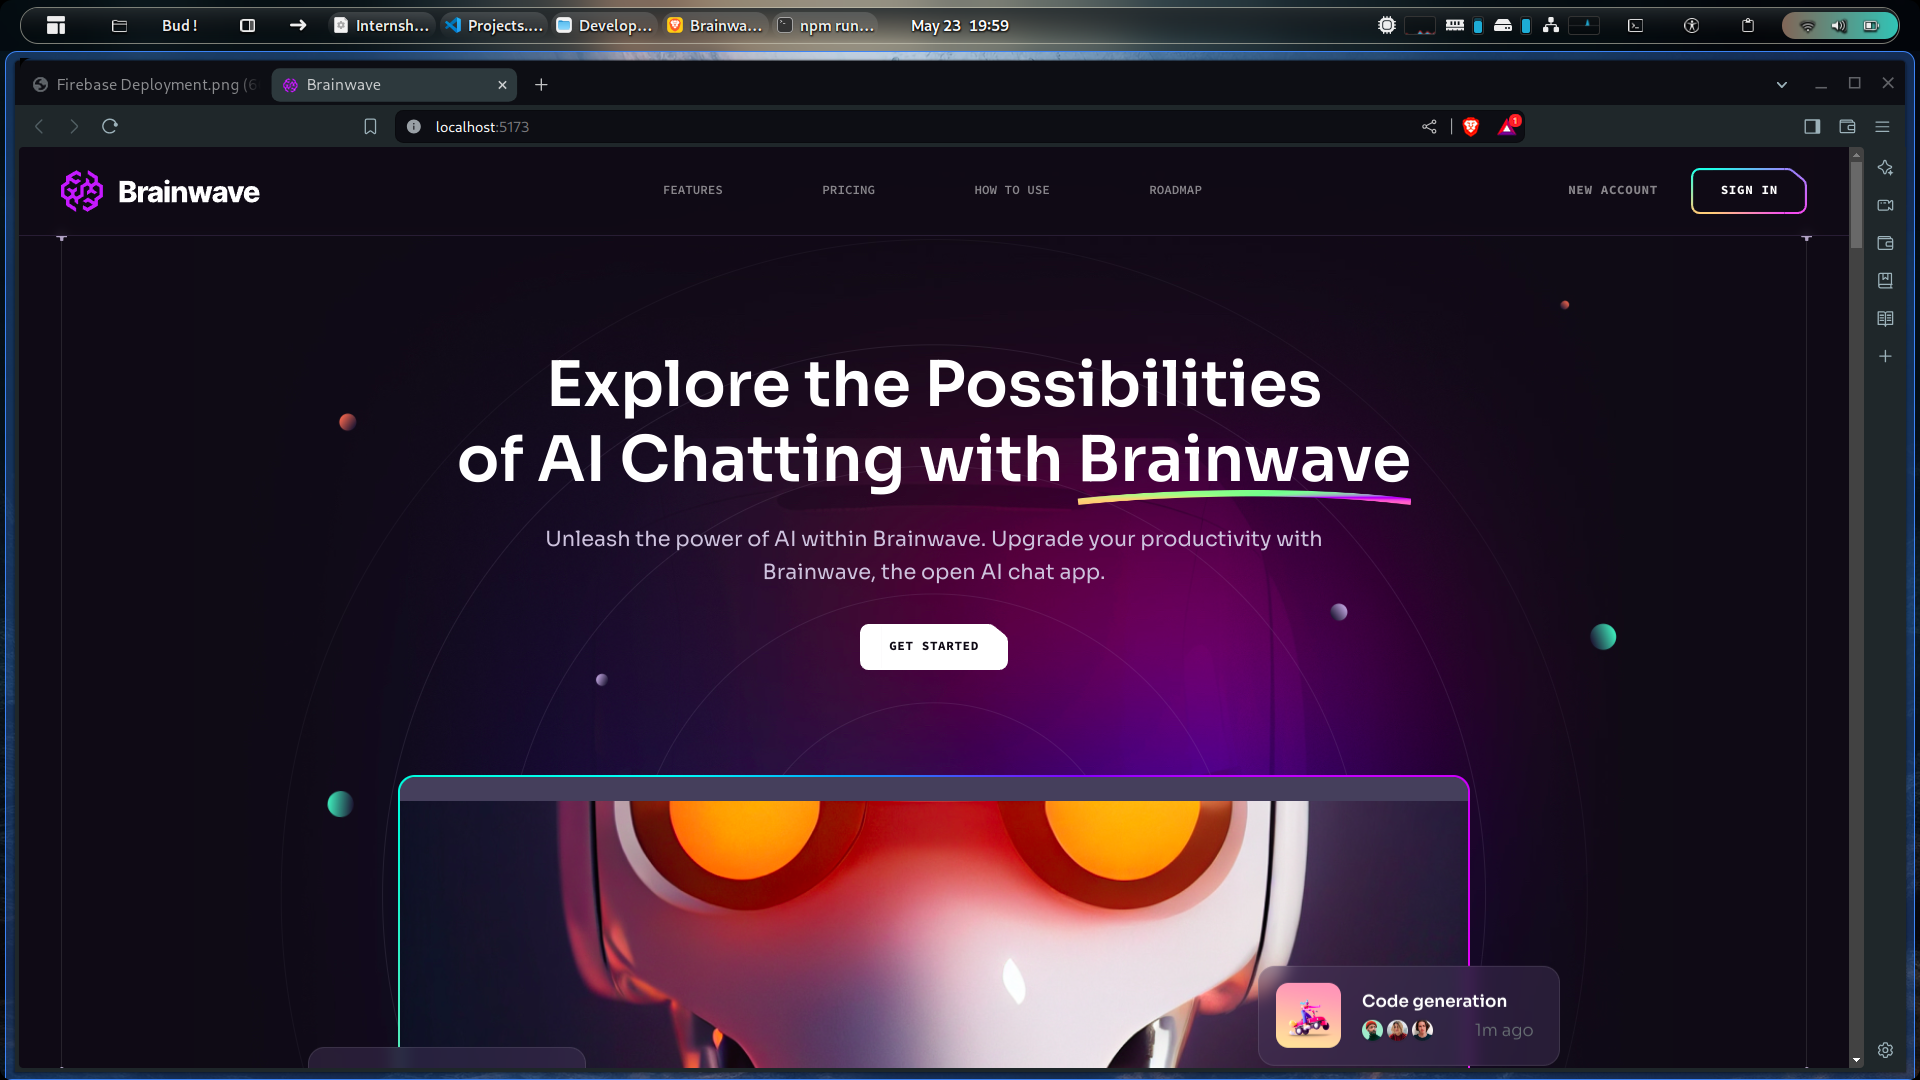 Bud !
Internsh...
Projects....
Develop...
Brainwa...
npm run...
May 23 19:59
Firebase Deployment.png (6
Brainwave
localhost:5173
1
Brainwave
FEATURES
PRICING
HOW TO USE
ROADMAP
NEW ACCOUNT
SIGN IN
Explore the Possibilities
of AI Chatting with Brainwave
Unleash the power of AI within Brainwave. Upgrade your productivity with
Brainwave, the open AI chat app.
GET STARTED
Code generation
1m ago